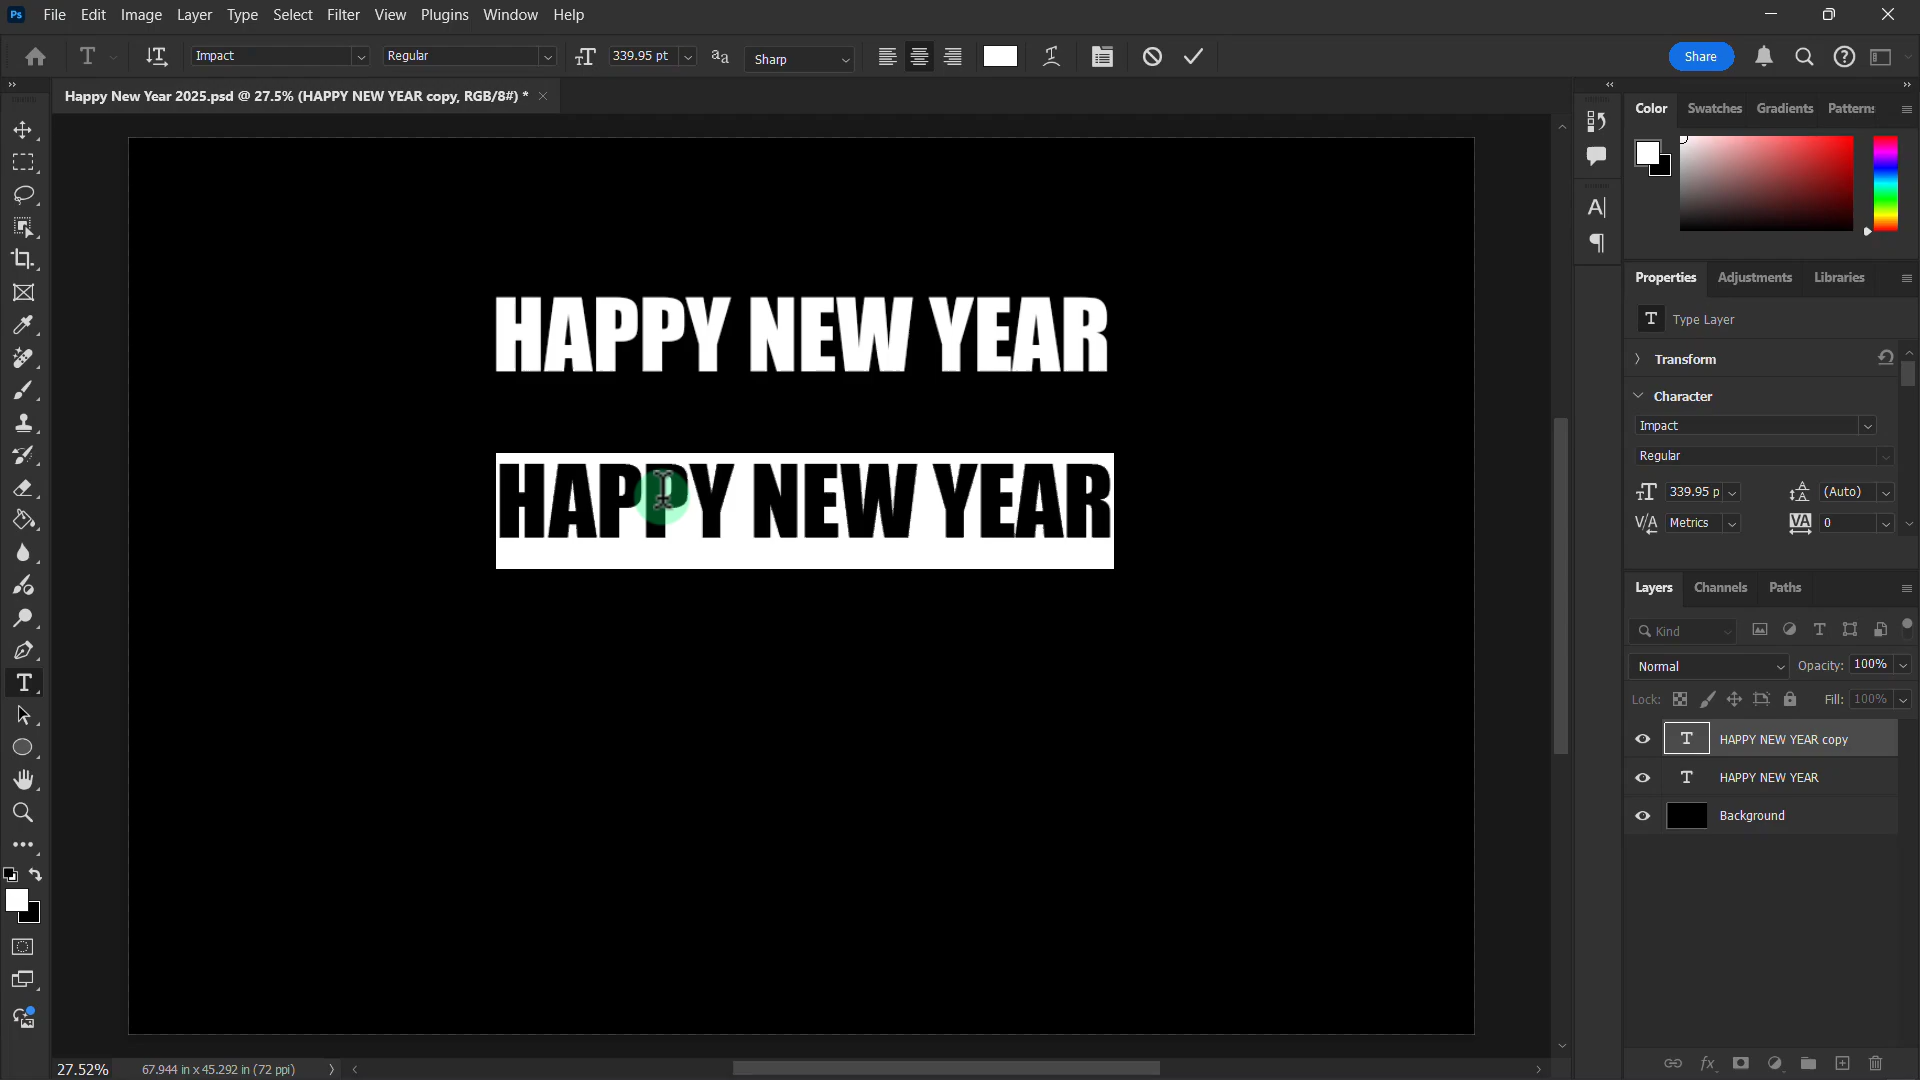 Ps File Edit Image Layer Type Select Filter View Plugins Window Help
T Impact Regular 339.95 pt aa Sharp Share
Happy New Year 2025.psd @ 27.5% (HAPPY NEW YEAR copy, RGB/8#) *
Color Swatches Gradients Patterns
HAPPY NEW YEAR
HAPPY NEW YEAR
Properties Adjustments Libraries
T Type Layer
Transform
Character
Impact
Regular
339.95 p (Auto)
Metrics 0
Layers Channels Paths
Kind
Normal Opacity: 100%
Lock: Fill: 100%
T HAPPY NEW YEAR copy
T HAPPY NEW YEAR
Background
27.52% 67.944 in x 45.292 in (72 ppi)